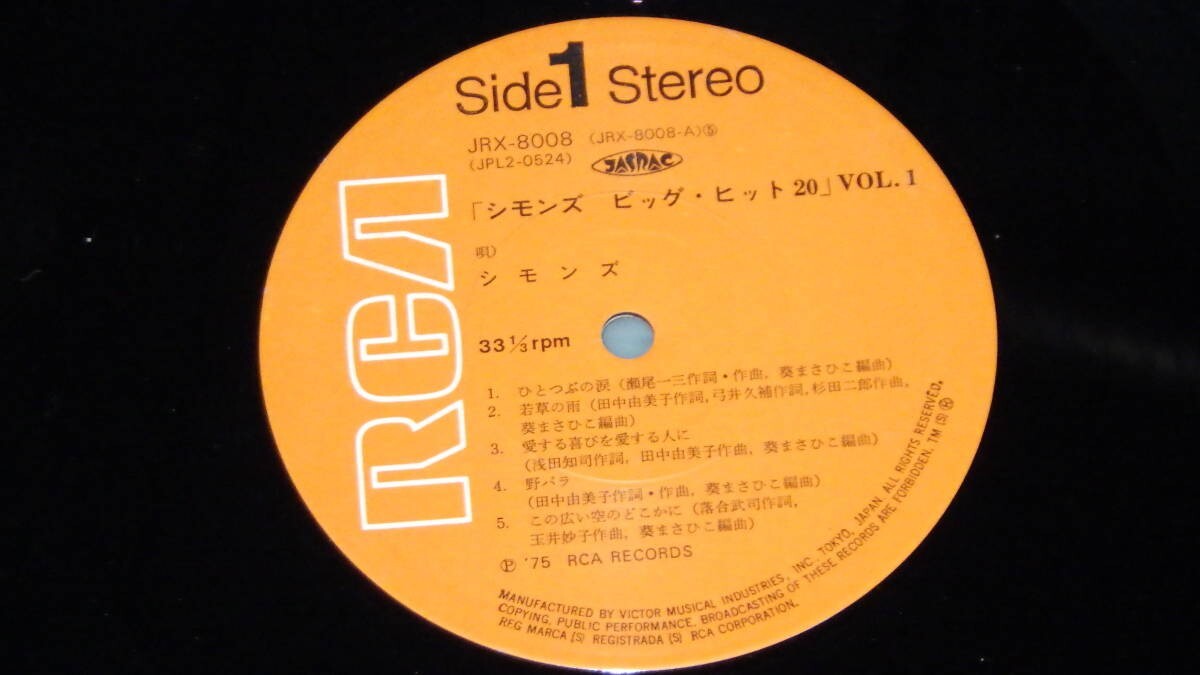 Side 1 Stereo
JRX-8008 (JRX-8008-A)⑤
(JPL2-0524) JASRAC
「シモンズ ビッグ・ヒット20」VOL.1
唄)
シモンズ
RCA
33 1/3 rpm
1. ひとつぶの涙(瀬尾一三作詞・作曲, 葵まさひこ編曲)
2. 若草の雨(田中由美子作詞, 弓井久補作詞, 杉田二郎作曲,
葵まさひこ編曲)
3. 愛する喜びを愛する人に
(浅田知司作詞, 田中由美子作曲, 葵まさひこ編曲)
4. 野バラ
(田中由美子作詞・作曲, 葵まさひこ編曲)
5. この広い空のどこかに(落合武司作詞,
玉井妙子作曲, 葵まさひこ編曲)
Ⓟ '75 RCA RECORDS
MANUFACTURED BY VICTOR MUSICAL INDUSTRIES, INC. TOKYO, JAPAN. ALL RIGHTS RESERVED.
COPYING, PUBLIC PERFORMANCE, BROADCASTING OF THESE RECORDS ARE FORBIDDEN. TM (S) Ⓡ
REG MARCA (S) REGISTRADA (S) RCA CORPORATION.